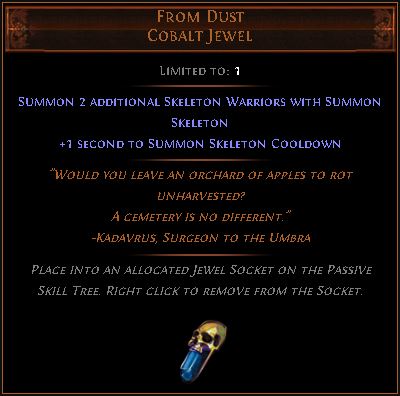 From Dust
Cobalt Jewel
Limited to: 1
Summon 2 additional Skeleton Warriors with Summon
Skeleton
+1 second to Summon Skeleton Cooldown
"Would you leave an orchard of apples to rot
unharvested?
A cemetery is no different."
-Kadavrus, Surgeon to the Umbra
Place into an allocated Jewel Socket on the Passive
Skill Tree. Right click to remove from the Socket.